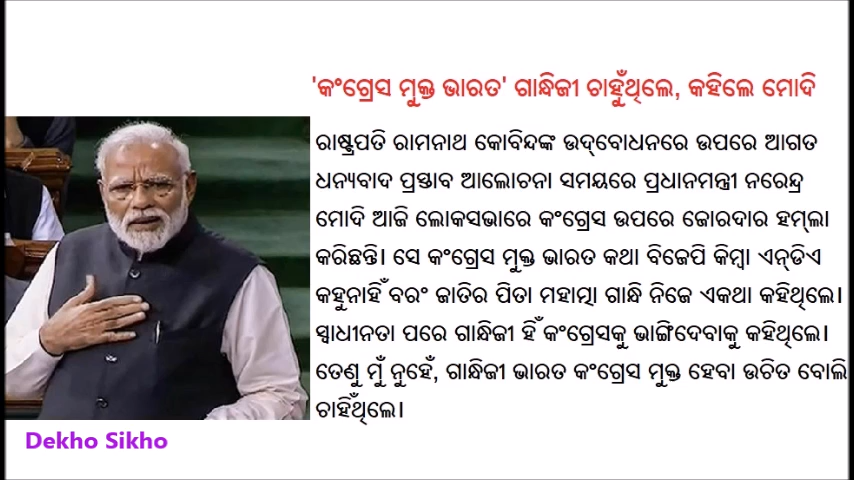 'କଂଗ୍ରେସ ମୁକ୍ତ ଭାରତ' ଗାନ୍ଧିଜୀ ଚାହୁଁଥିଲେ, କହିଲେ ମୋଦି
ରାଷ୍ଟ୍ରପତି ରାମନାଥ କୋବିନ୍ଦଙ୍କ ଉଦ୍‌ବୋଧନରେ ଉପରେ ଆଗତ
ଧନ୍ୟବାଦ ପ୍ରସ୍ତାବ ଆଲୋଚନା ସମୟରେ ପ୍ରଧାନମନ୍ତ୍ରୀ ନରେନ୍ଦ୍ର
ମୋଦି ଆଜି ଲୋକସଭାରେ କଂଗ୍ରେସ ଉପରେ ଜୋରଦାର ହମ୍‌ଲା
କରିଛନ୍ତି। ସେ କଂଗ୍ରେସ ମୁକ୍ତ ଭାରତ କଥା ବିଜେପି କିମ୍ବା ଏନ୍‌ଡିଏ
କହୁନାହିଁ ବରଂ ଜାତିର ପିତା ମହାତ୍ମା ଗାନ୍ଧି ନିଜେ ଏକଥା କହିଥିଲେ।
ସ୍ୱାଧୀନତା ପରେ ଗାନ୍ଧିଜୀ ହିଁ କଂଗ୍ରେସକୁ ଭାଙ୍ଗିଦେବାକୁ କହିଥିଲେ।
ତେଣୁ ମୁଁ ନୁହେଁ, ଗାନ୍ଧିଜୀ ଭାରତ କଂଗ୍ରେସ ମୁକ୍ତ ହେବା ଉଚିତ ବୋଲି
ଚାହିଁଥିଲେ।
Dekho Sikho